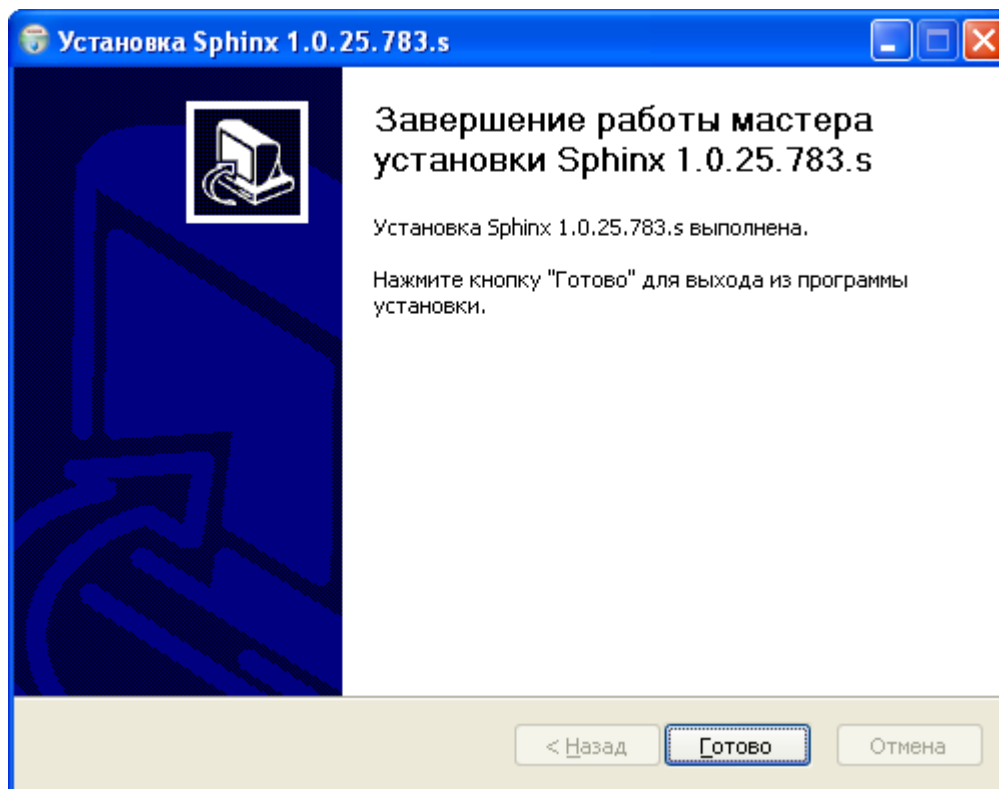 Установка Sphinx 1.0.25.783.s
Завершение работы мастера
установки Sphinx 1.0.25.783.s
Установка Sphinx 1.0.25.783.s выполнена.
Нажмите кнопку "Готово" для выхода из программы
установки.
< Назад
Готово
Отмена